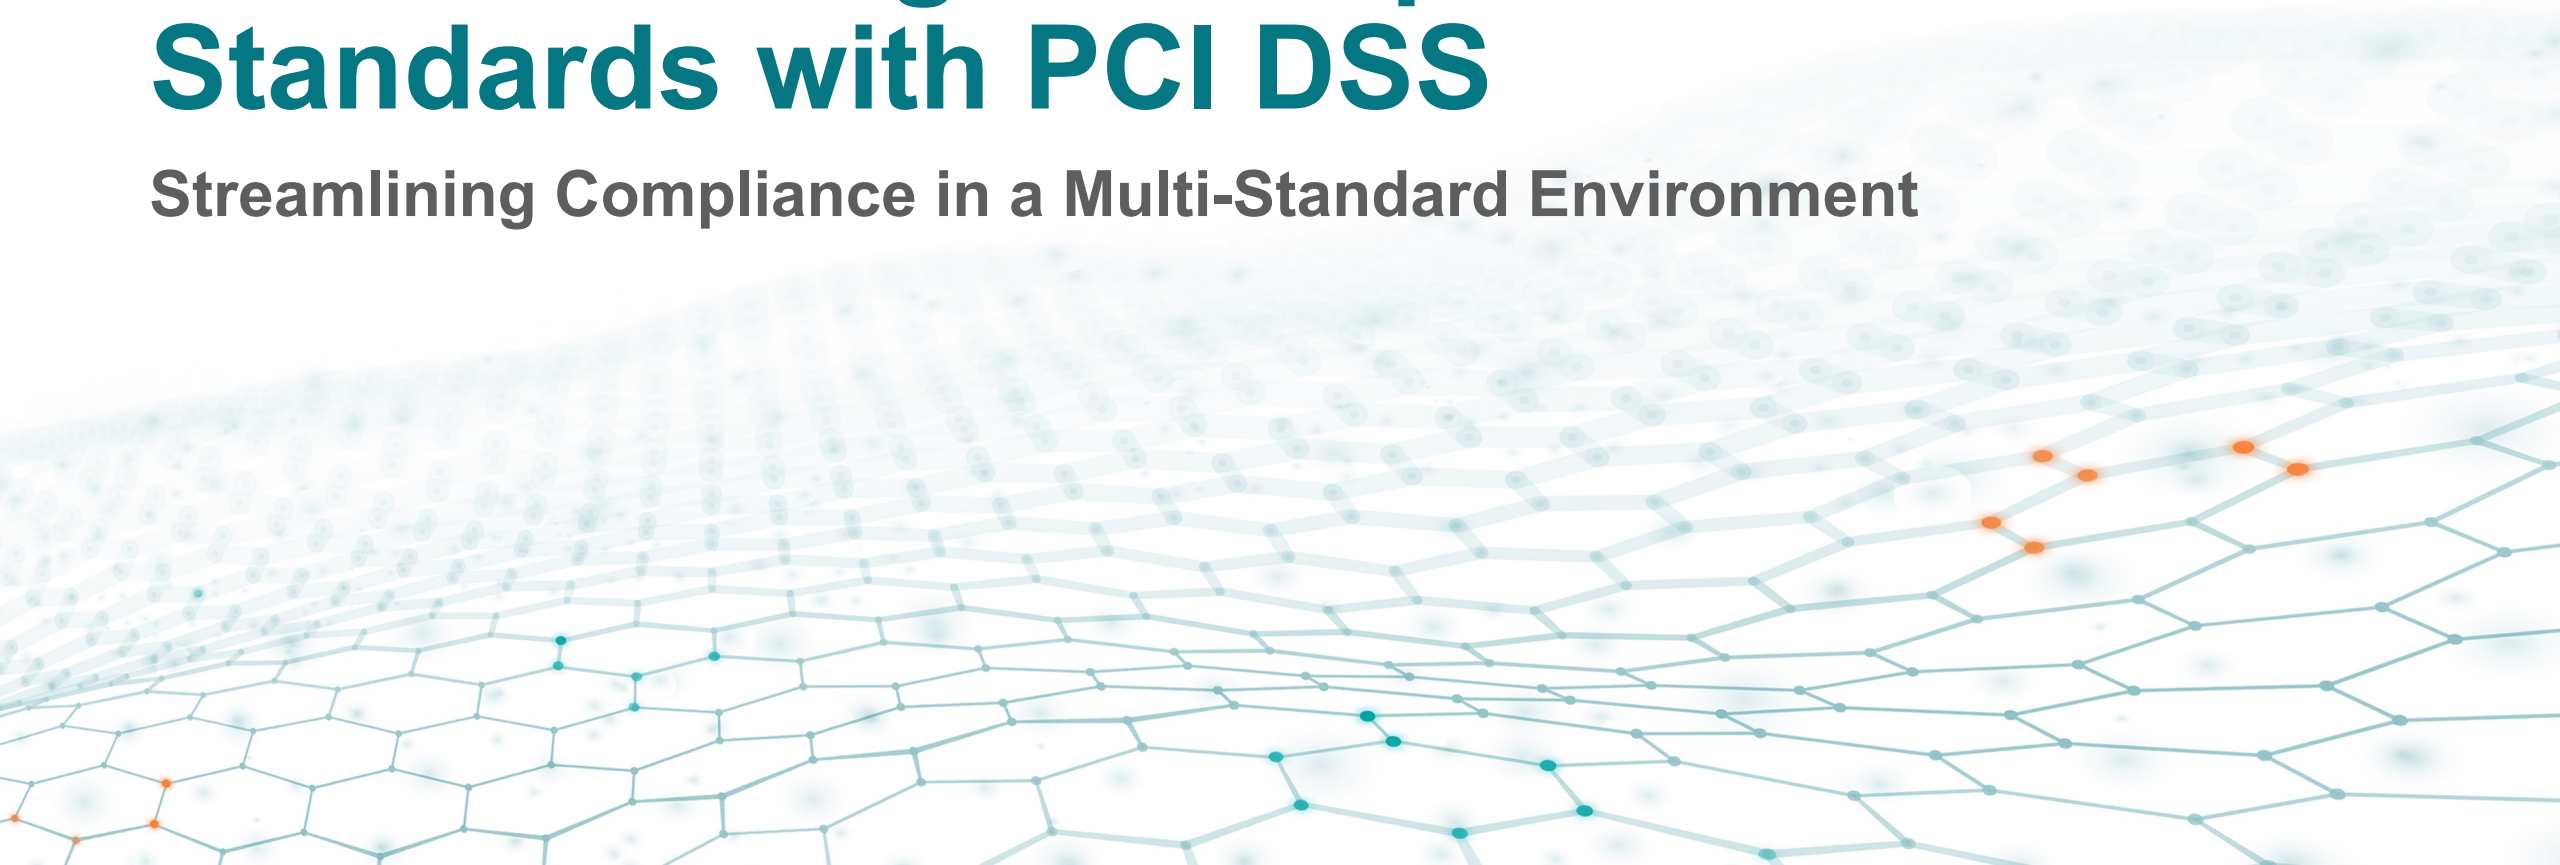 Standards with PCI DSS
Streamlining Compliance in a Multi-Standard Environment